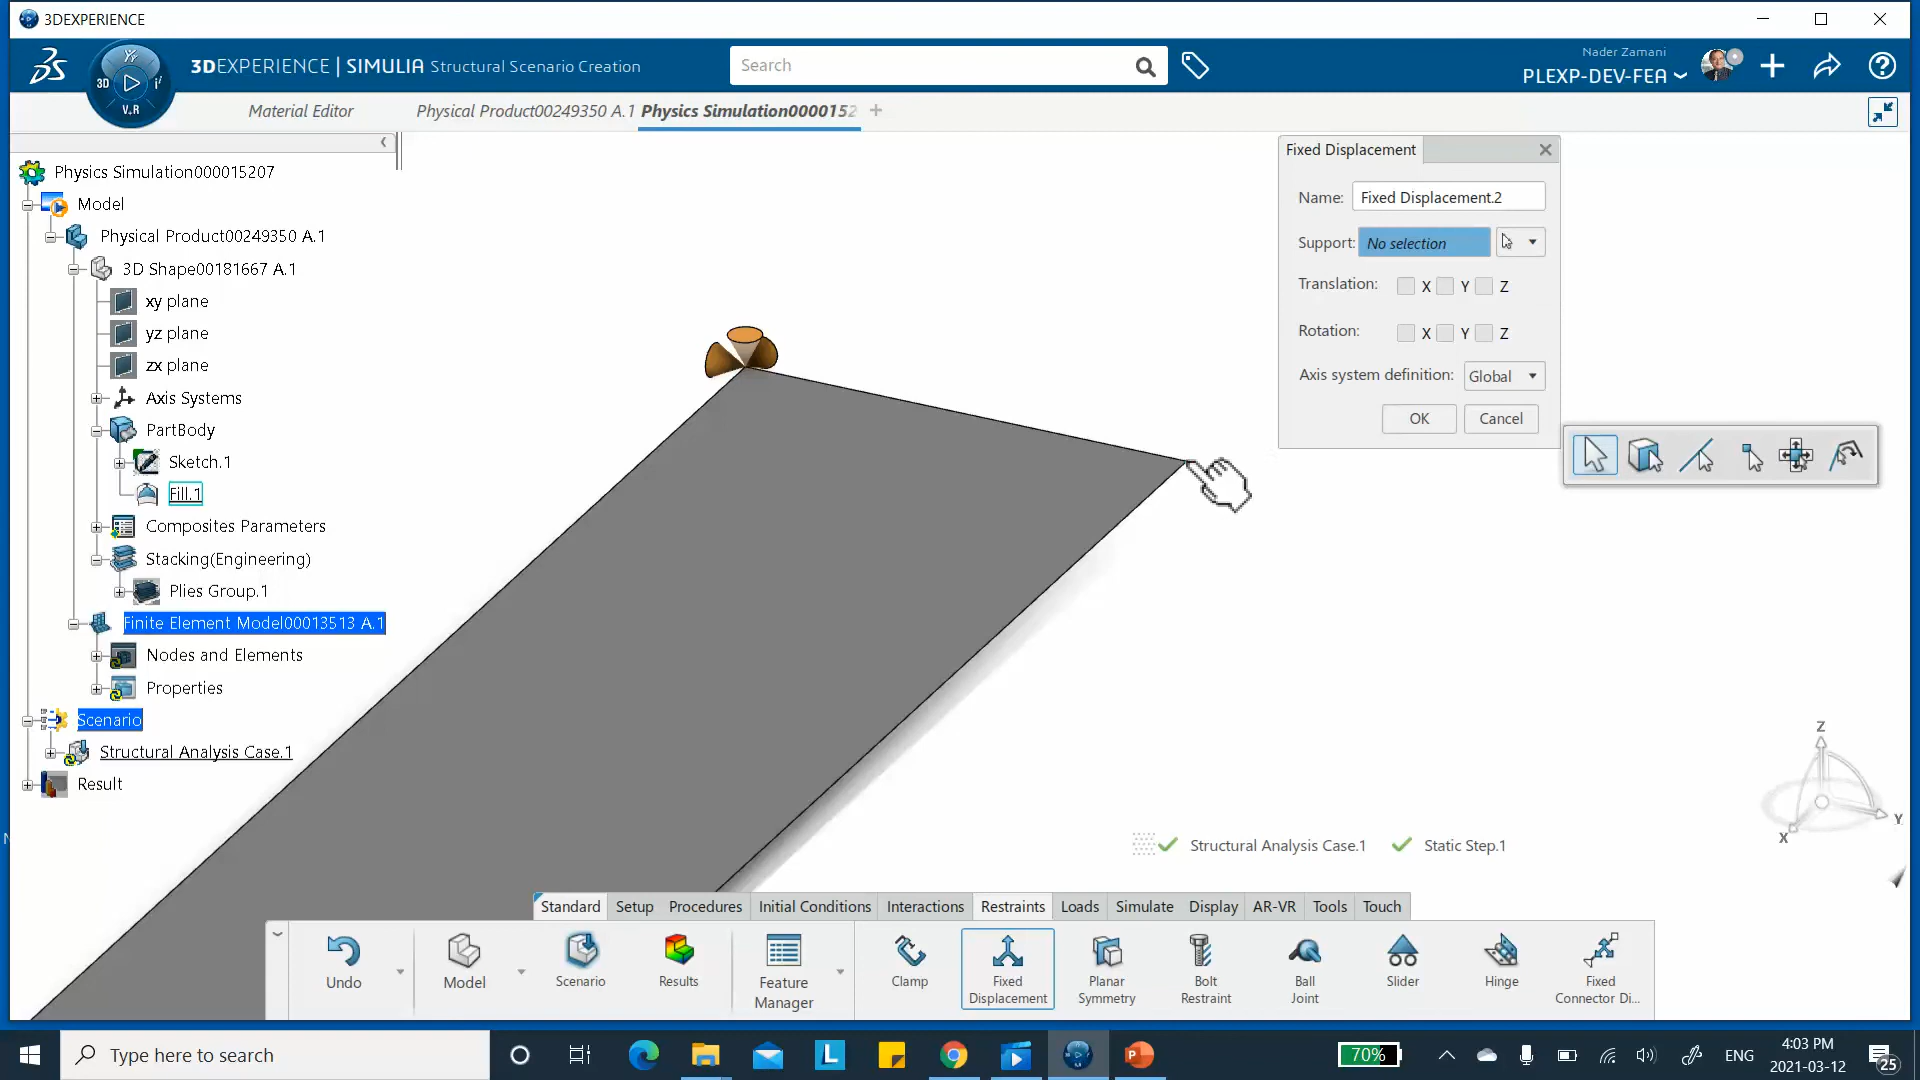 3DEXPERIENCE
3DEXPERIENCE | SIMULIA Structural Scenario Creation
Search
Nader Zamani
PLEXP-DEV-FEA
3D
V.R
Material Editor
Physical Product00249350 A.1
Physics Simulation0000152
Physics Simulation000015207
Model
Physical Product00249350 A.1
3D Shape00181667 A.1
xy plane
yz plane
zx plane
Axis Systems
PartBody
Sketch.1
Fill.1
Composites Parameters
Stacking(Engineering)
Plies Group.1
Finite Element Model00013513 A.1
Nodes and Elements
Properties
Scenario
Structural Analysis Case.1
Result
Fixed Displacement
Name: Fixed Displacement.2
Support: No selection
Translation: X Y Z
Rotation: X Y Z
Axis system definition: Global
OK Cancel
Z
Y
X
Structural Analysis Case.1 Static Step.1
Standard Setup Procedures Initial Conditions Interactions Restraints Loads Simulate Display AR-VR Tools Touch
Undo
Model
Scenario
Results
Feature
Manager
Clamp
Fixed
Displacement
Planar
Symmetry
Bolt
Restraint
Ball
Joint
Slider
Hinge
Fixed
Connector Di...
Type here to search
L
P
70%
ENG
4:03 PM
2021-03-12
25